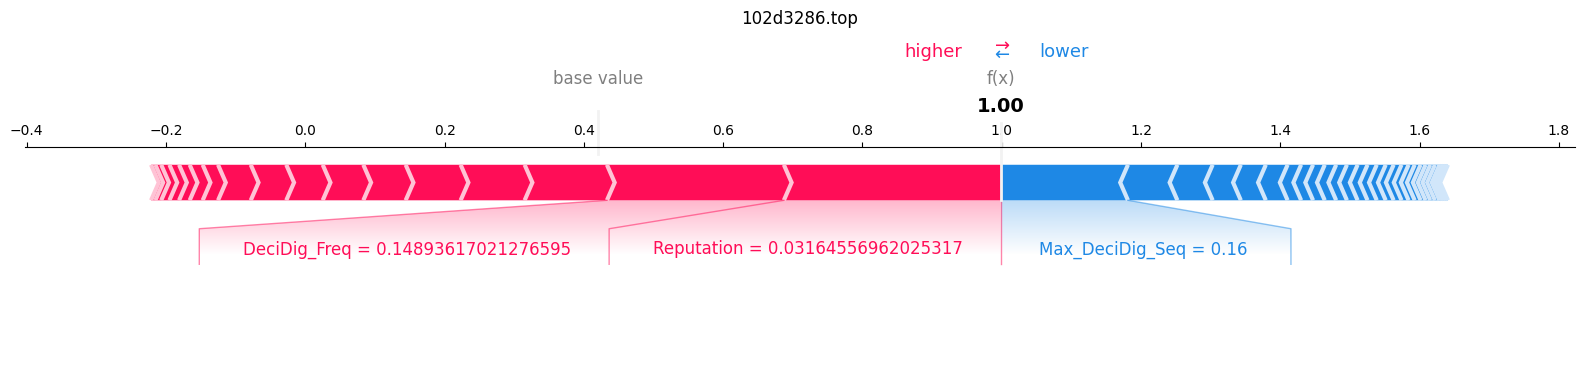 102d3286.top
higher ⇄ lower
base value f(x)
1.00
−0.4 −0.2 0.0 0.2 0.4 0.6 0.8 1.0 1.2 1.4 1.6 1.8
DeciDig_Freq = 0.14893617021276595 Reputation = 0.03164556962025317 Max_DeciDig_Seq = 0.16